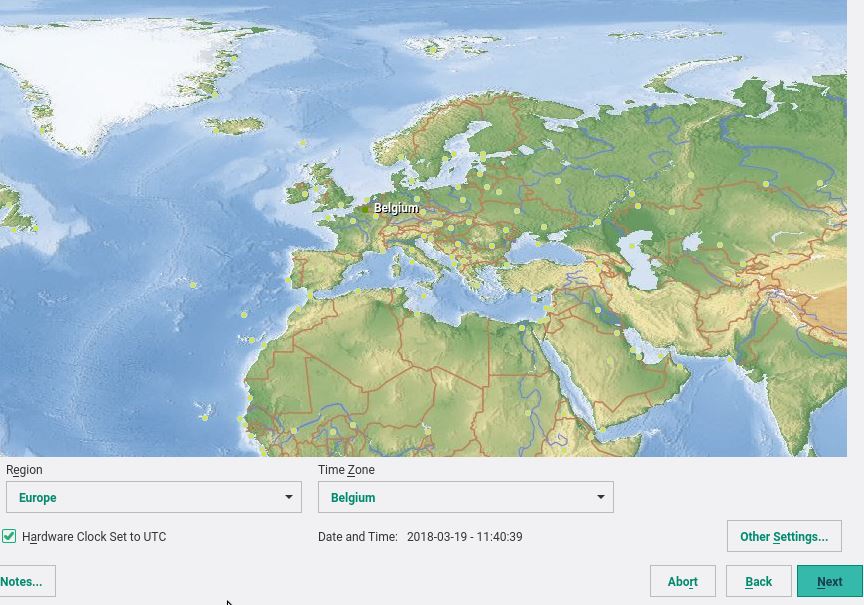 Belgium
Region
Time Zone
Europe
Belgium
Hardware Clock Set to UTC
Date and Time: 2018-03-19 - 11:40:39
Other Settings...
Notes...
Abort
Back
Next